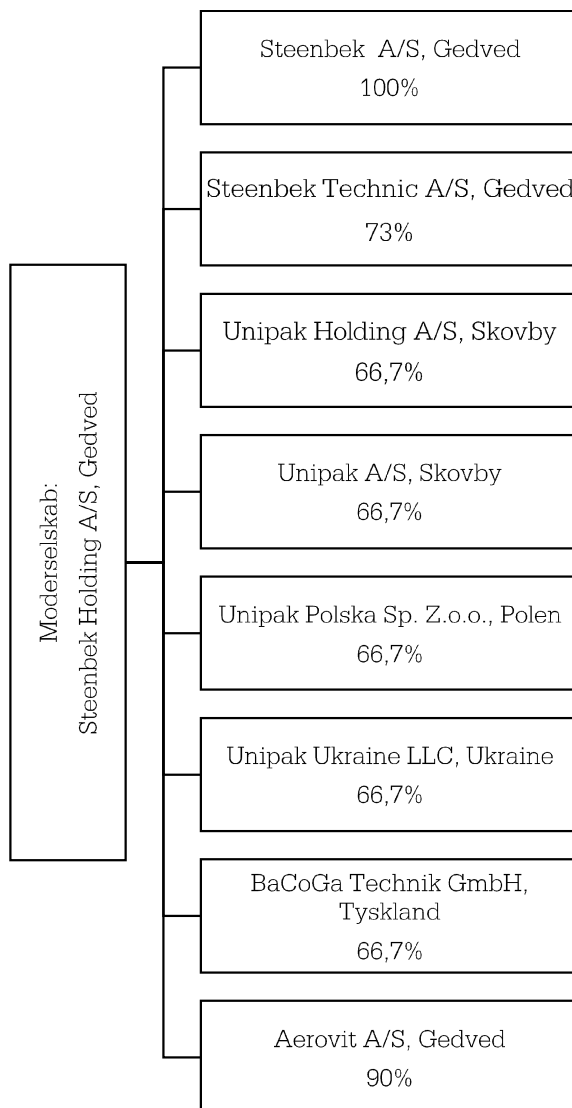 Moderselskab:
Steenbek Holding A/S, Gedved
Steenbek A/S, Gedved
100%
Steenbek Technic A/S, Gedved
73%
Unipak Holding A/S, Skovby
66,7%
Unipak A/S, Skovby
66,7%
Unipak Polska Sp. Z.o.o., Polen
66,7%
Unipak Ukraine LLC, Ukraine
66,7%
BaCoGa Technik GmbH,
Tyskland
66,7%
Aerovit A/S, Gedved
90%